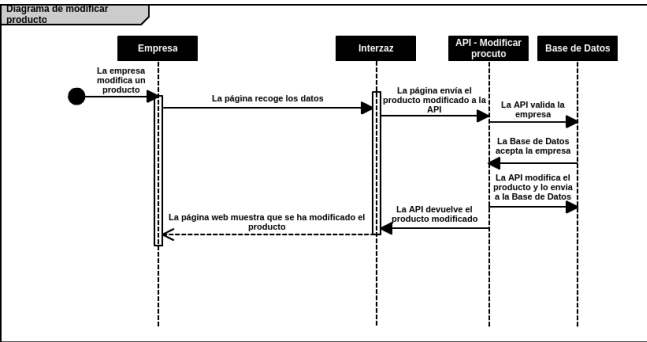 Diagrama de modificar
producto
Empresa
Interzaz
API - Modificar
procuto
Base de Datos
La empresa
modifica un
producto
La página recoge los datos
La página envía el
producto modificado a la
API
La API valida la
empresa
La Base de Datos
acepta la empresa
La API modifica el
producto y lo envia
a la Base de Datos
La API devuelve el
producto modificado
La página web muestra que se ha modificado el
producto